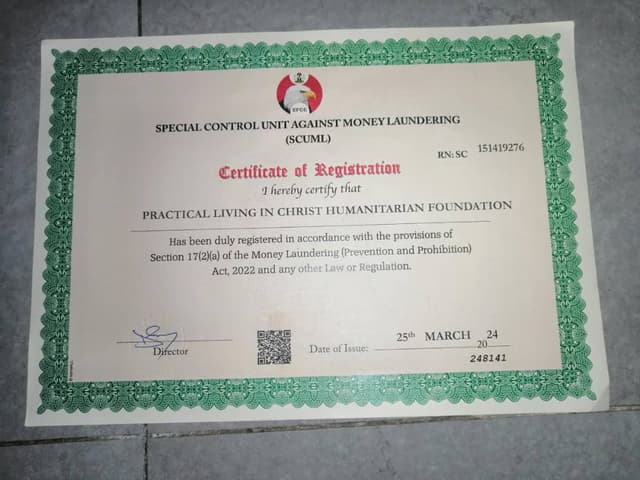 EFCC
SPECIAL CONTROL UNIT AGAINST MONEY LAUNDERING
(SCUML)
RN: SC 151419276
Certificate of Registration
I hereby certify that
PRACTICAL LIVING IN CHRIST HUMANITARIAN FOUNDATION
Has been duly registered in accordance with the provisions of
Section 17(2)(a) of the Money Laundering (Prevention and Prohibition)
Act, 2022 and any other Law or Regulation.
Director
Date of Issue: 25th MARCH 20 24
248141